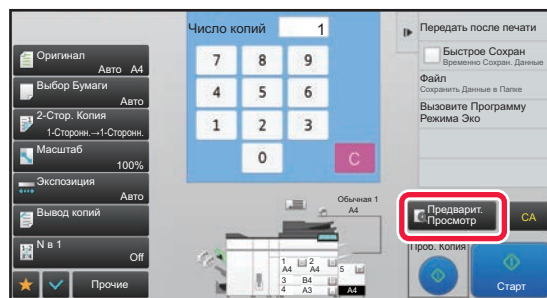 Число копий 1
Передать после печати
Оригинал
Авто A4
Быстрое Сохран
Временно Сохран. Данные
7 8 9
Выбор Бумаги
Авто
Файл
Сохранить Данные в Папке
4 5 6
Вызовите Программу
Режима Эко
2-Стор. Копия
1-Сторонн.→1-Сторонн.
1 2 3
Масштаб
100%
0 C
Экспозиция
Авто
Обычная 1
A4
Предварит.
Просмотр
CA
Вывод копий
N в 1
Off
Проб. Копия
1 2
A4 A4 5
3 B4
4 A3 A4
Прочие
Старт